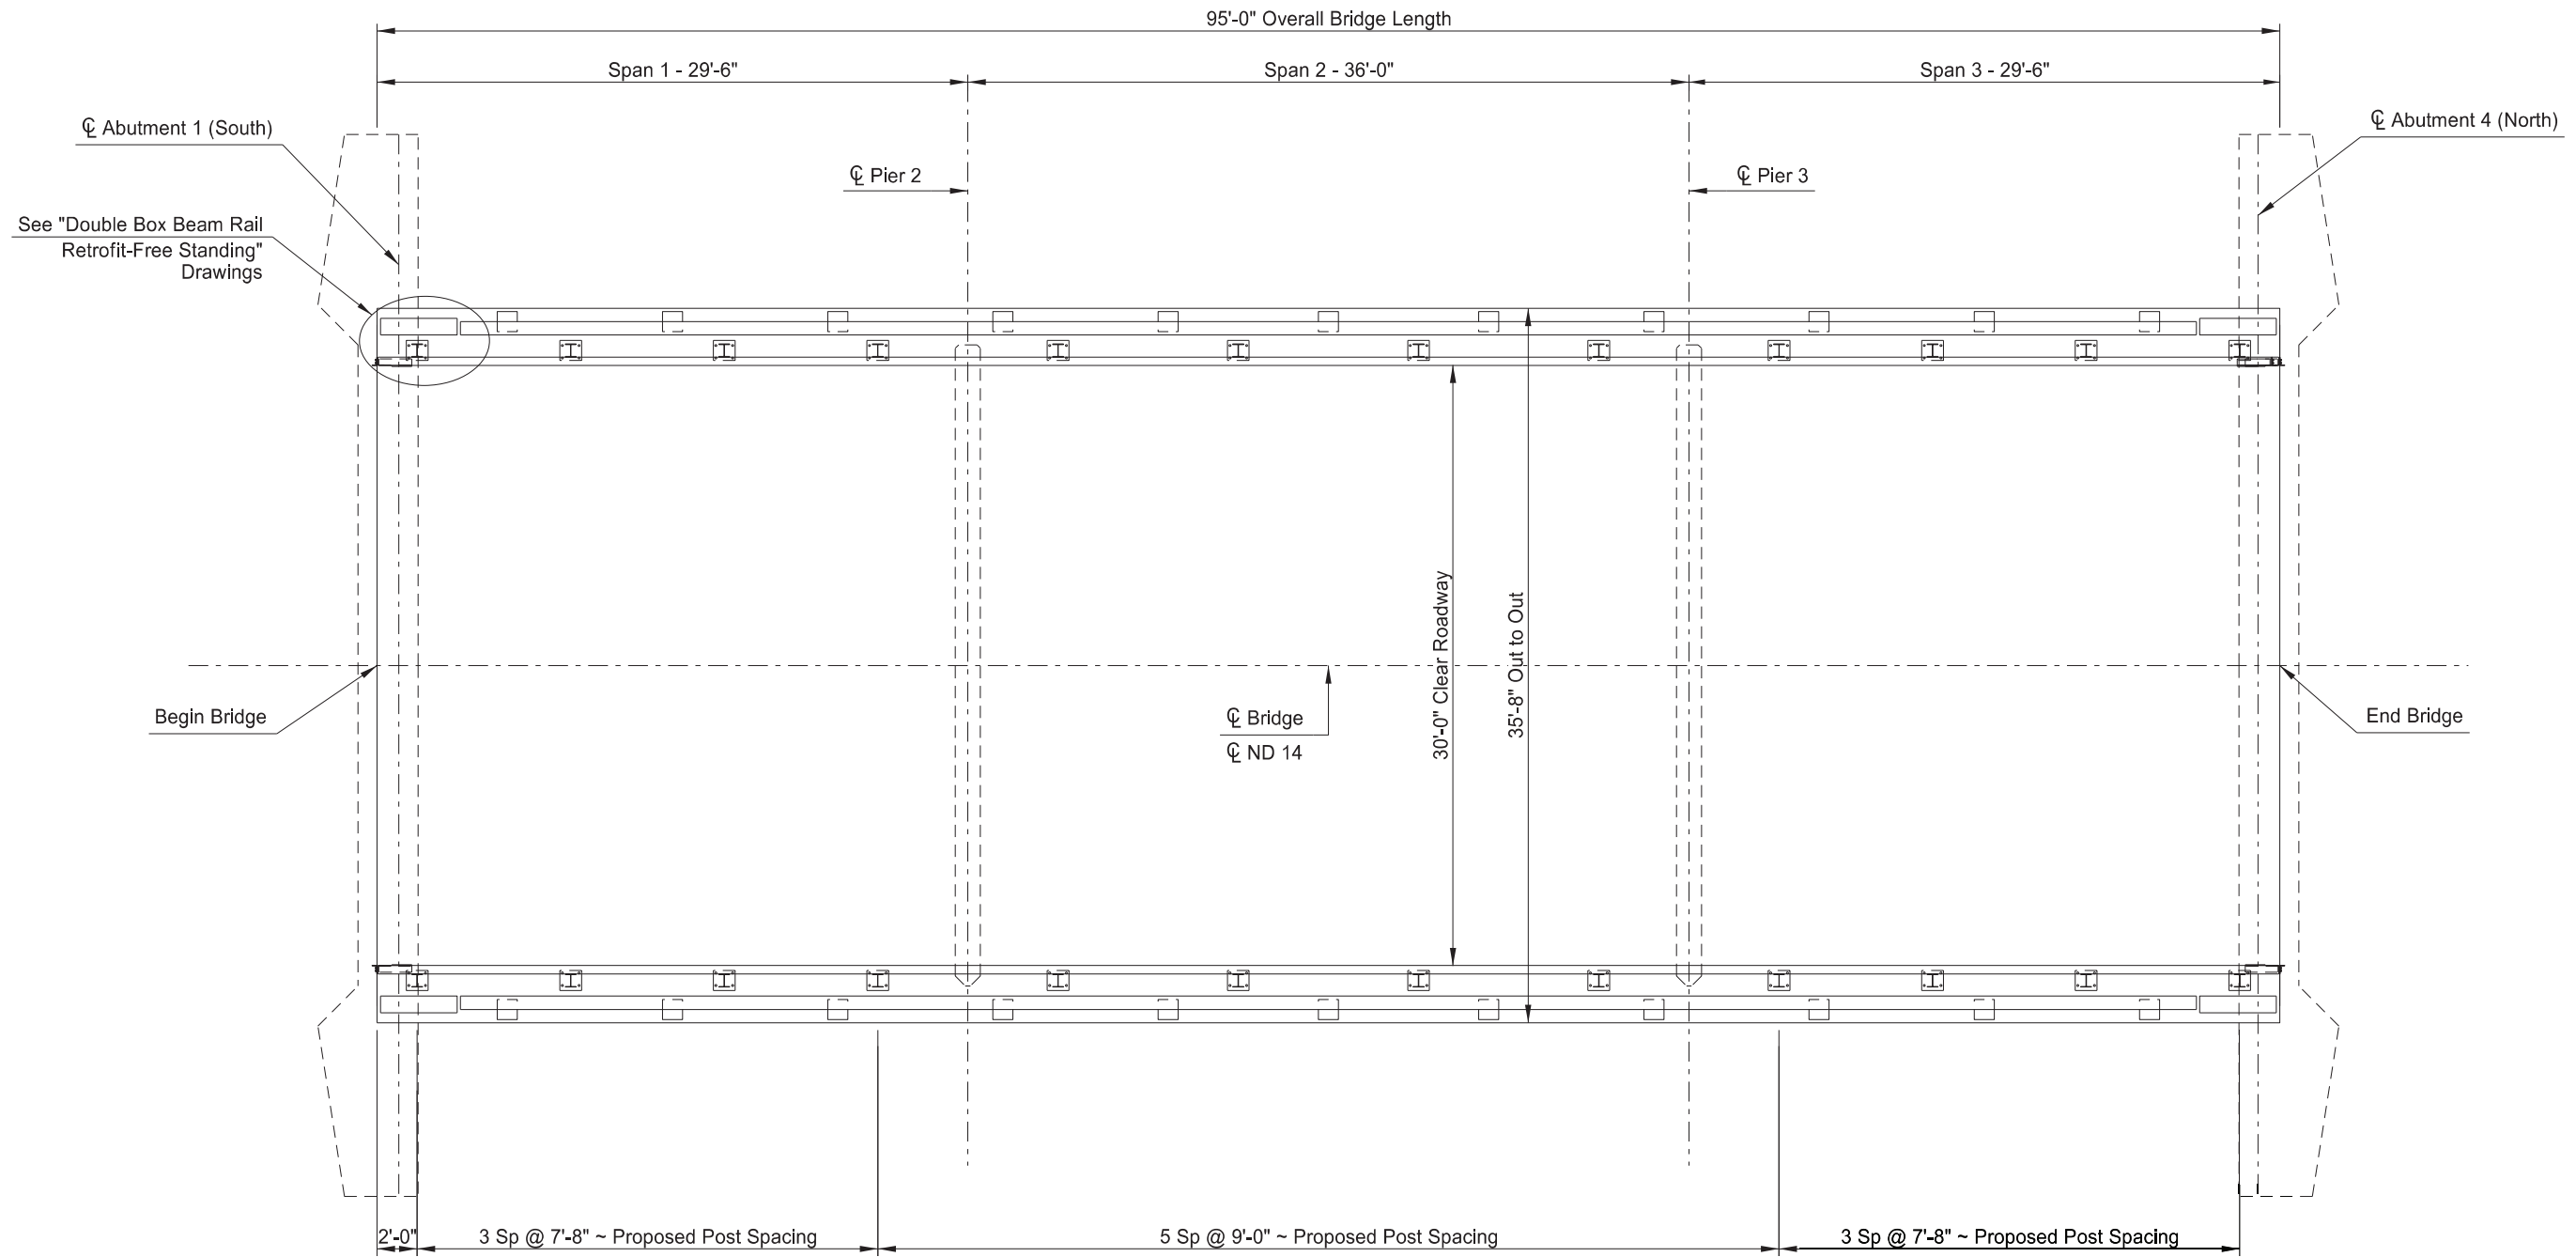 95'-0" Overall Bridge Length
Span 1 - 29'-6"
Span 2 - 36'-0"
Span 3 - 29'-6"
℄ Abutment 1 (South)
℄ Abutment 4 (North)
℄ Pier 2
℄ Pier 3
See "Double Box Beam Rail
Retrofit-Free Standing"
Drawings
30'-0" Clear Roadway
35'-8" Out to Out
Begin Bridge
℄ Bridge
℄ ND 14
End Bridge
2'-0"
3 Sp @ 7'-8" ~ Proposed Post Spacing
5 Sp @ 9'-0" ~ Proposed Post Spacing
3 Sp @ 7'-8" ~ Proposed Post Spacing